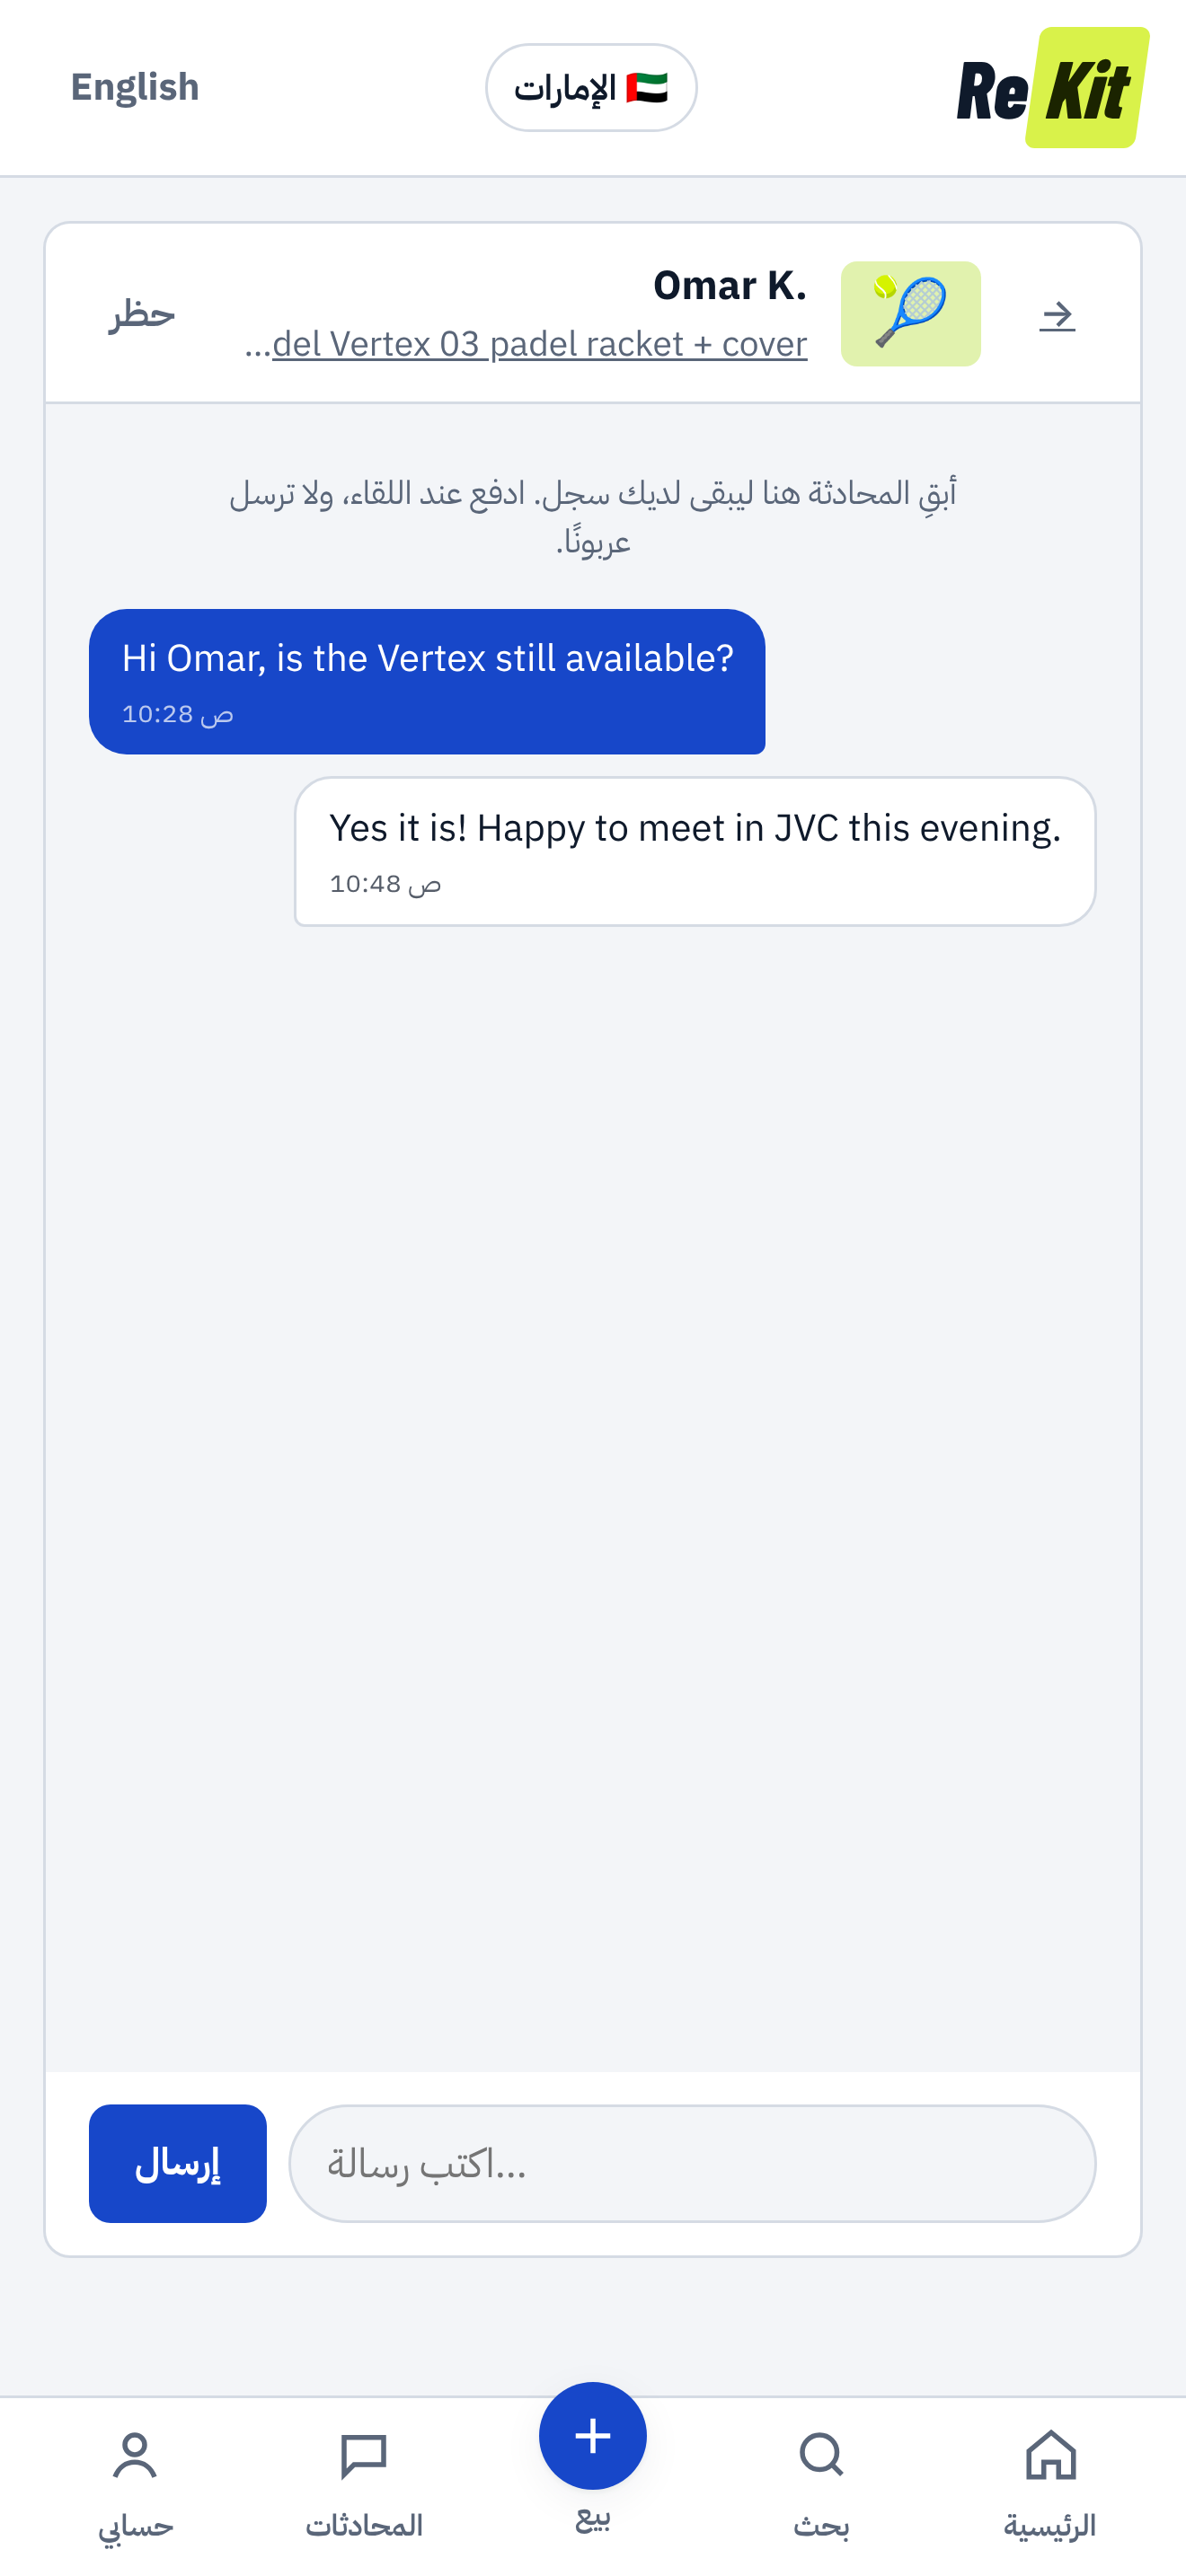 ReKit
🇦🇪 الإمارات
English
→
Omar K.
del Vertex 03 padel racket + cover...
حظر
أبقِ المحادثة هنا ليبقى لديك سجل. ادفع عند اللقاء، ولا ترسل
عربونًا.
Hi Omar, is the Vertex still available?
10:28 ص
Yes it is! Happy to meet in JVC this evening.
10:48 ص
اكتب رسالة...
إرسال
الرئيسية
بحث
بيع
المحادثات
حسابي